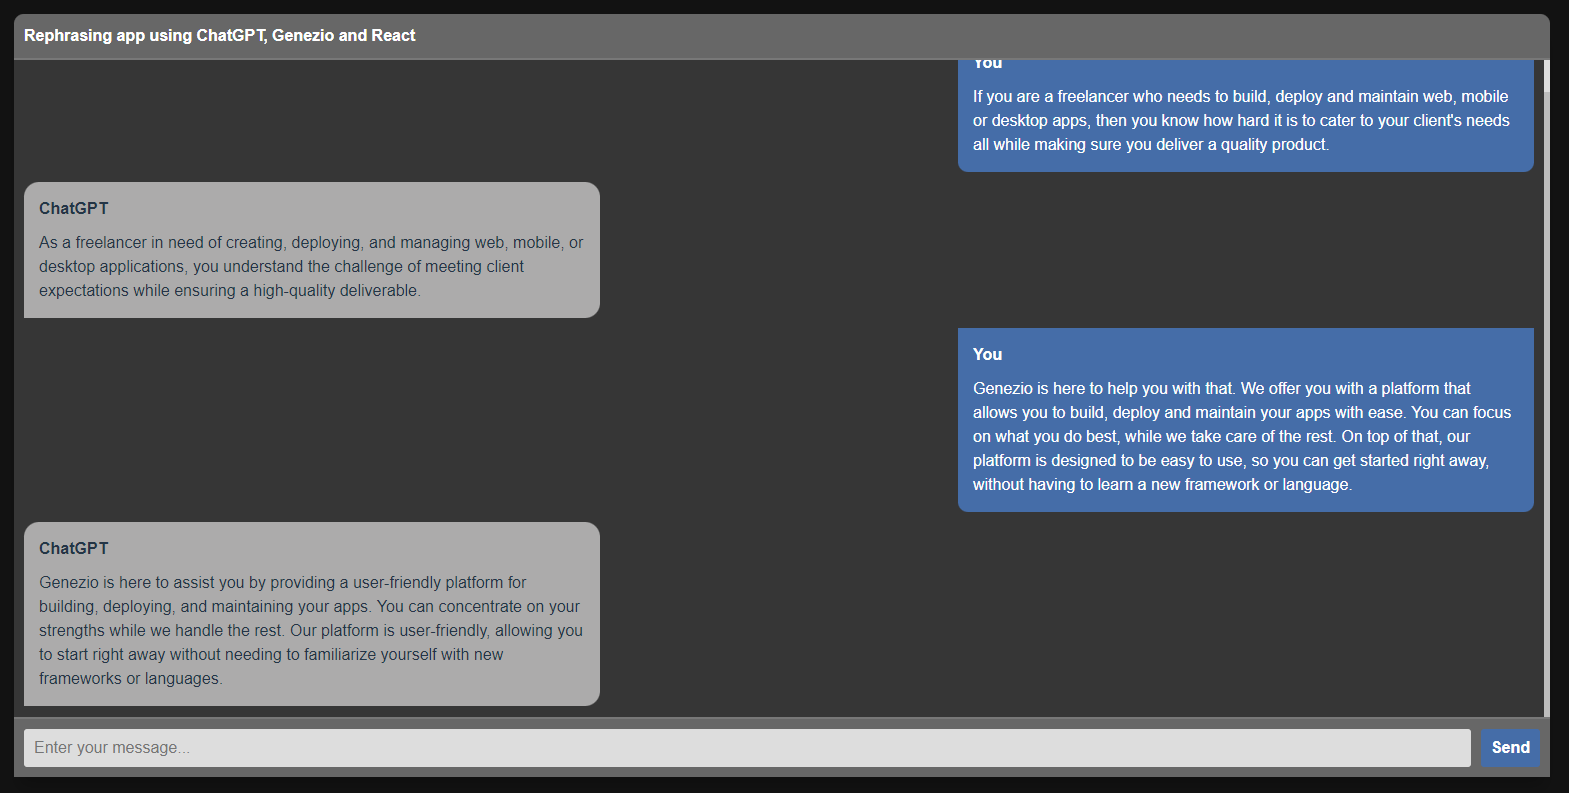 Rephrasing app using ChatGPT, Genezio and React
You
If you are a freelancer who needs to build, deploy and maintain web, mobile
or desktop apps, then you know how hard it is to cater to your client's needs
all while making sure you deliver a quality product.
ChatGPT
As a freelancer in need of creating, deploying, and managing web, mobile, or
desktop applications, you understand the challenge of meeting client
expectations while ensuring a high-quality deliverable.
You
Genezio is here to help you with that. We offer you with a platform that
allows you to build, deploy and maintain your apps with ease. You can focus
on what you do best, while we take care of the rest. On top of that, our
platform is designed to be easy to use, so you can get started right away,
without having to learn a new framework or language.
ChatGPT
Genezio is here to assist you by providing a user-friendly platform for
building, deploying, and maintaining your apps. You can concentrate on your
strengths while we handle the rest. Our platform is user-friendly, allowing you
to start right away without needing to familiarize yourself with new
frameworks or languages.
Enter your message...
Send